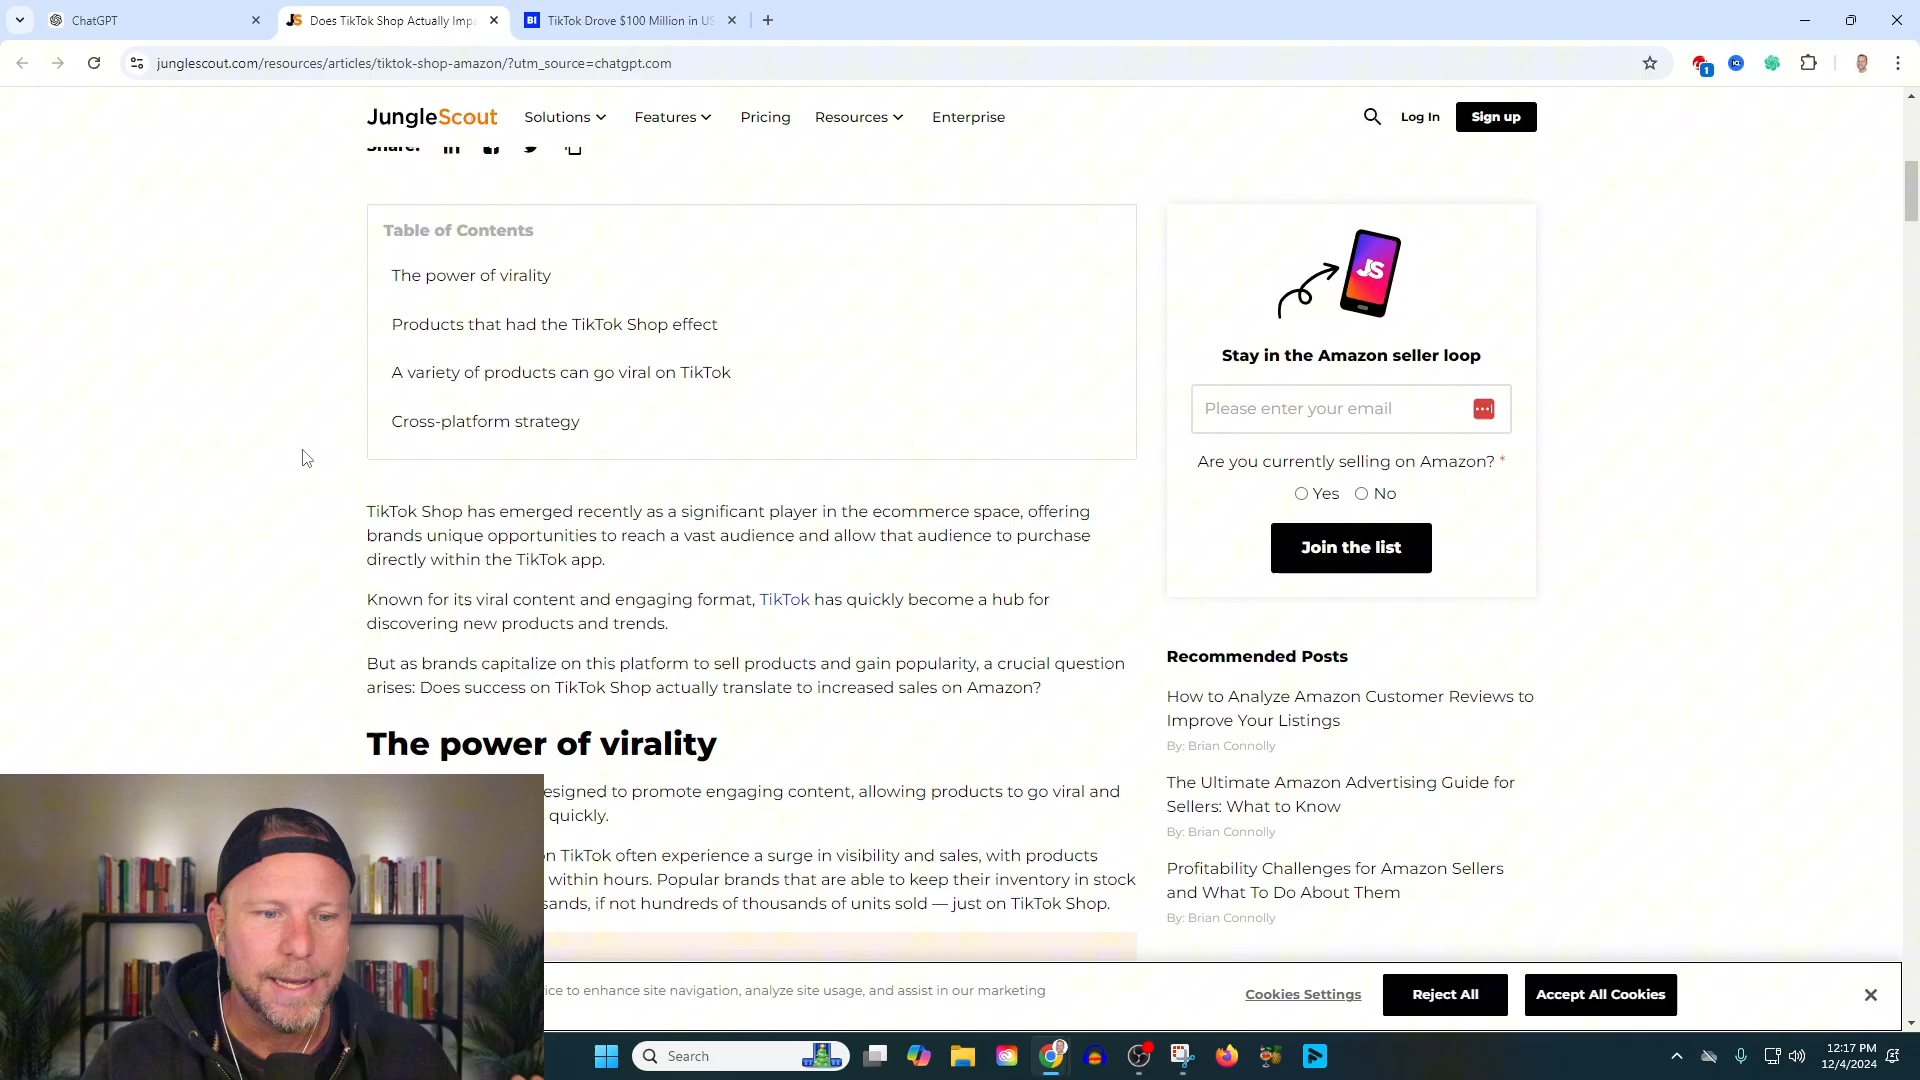 ChatGPT
Does TikTok Shop Actually Impa
TikTok Drove $100 Million in US
junglescout.com/resources/articles/tiktok-shop-amazon/?utm_source=chatgpt.com
1
JungleScout
Solutions
Features
Pricing
Resources
Enterprise
Log In
Sign up
Share:
Table of Contents
The power of virality
Products that had the TikTok Shop effect
A variety of products can go viral on TikTok
Cross-platform strategy
TikTok Shop has emerged recently as a significant player in the ecommerce space, offering
brands unique opportunities to reach a vast audience and allow that audience to purchase
directly within the TikTok app.
Known for its viral content and engaging format, TikTok has quickly become a hub for
discovering new products and trends.
But as brands capitalize on this platform to sell products and gain popularity, a crucial question
arises: Does success on TikTok Shop actually translate to increased sales on Amazon?
The power of virality
esigned to promote engaging content, allowing products to go viral and
quickly.
on TikTok often experience a surge in visibility and sales, with products
within hours. Popular brands that are able to keep their inventory in stock
sands, if not hundreds of thousands of units sold — just on TikTok Shop.
JS
Stay in the Amazon seller loop
Please enter your email
Are you currently selling on Amazon? *
Yes
No
Join the list
Recommended Posts
How to Analyze Amazon Customer Reviews to
Improve Your Listings
By: Brian Connolly
The Ultimate Amazon Advertising Guide for
Sellers: What to Know
By: Brian Connolly
Profitability Challenges for Amazon Sellers
and What To Do About Them
By: Brian Connolly
ice to enhance site navigation, analyze site usage, and assist in our marketing
Cookies Settings
Reject All
Accept All Cookies
Search
12:17 PM
12/4/2024